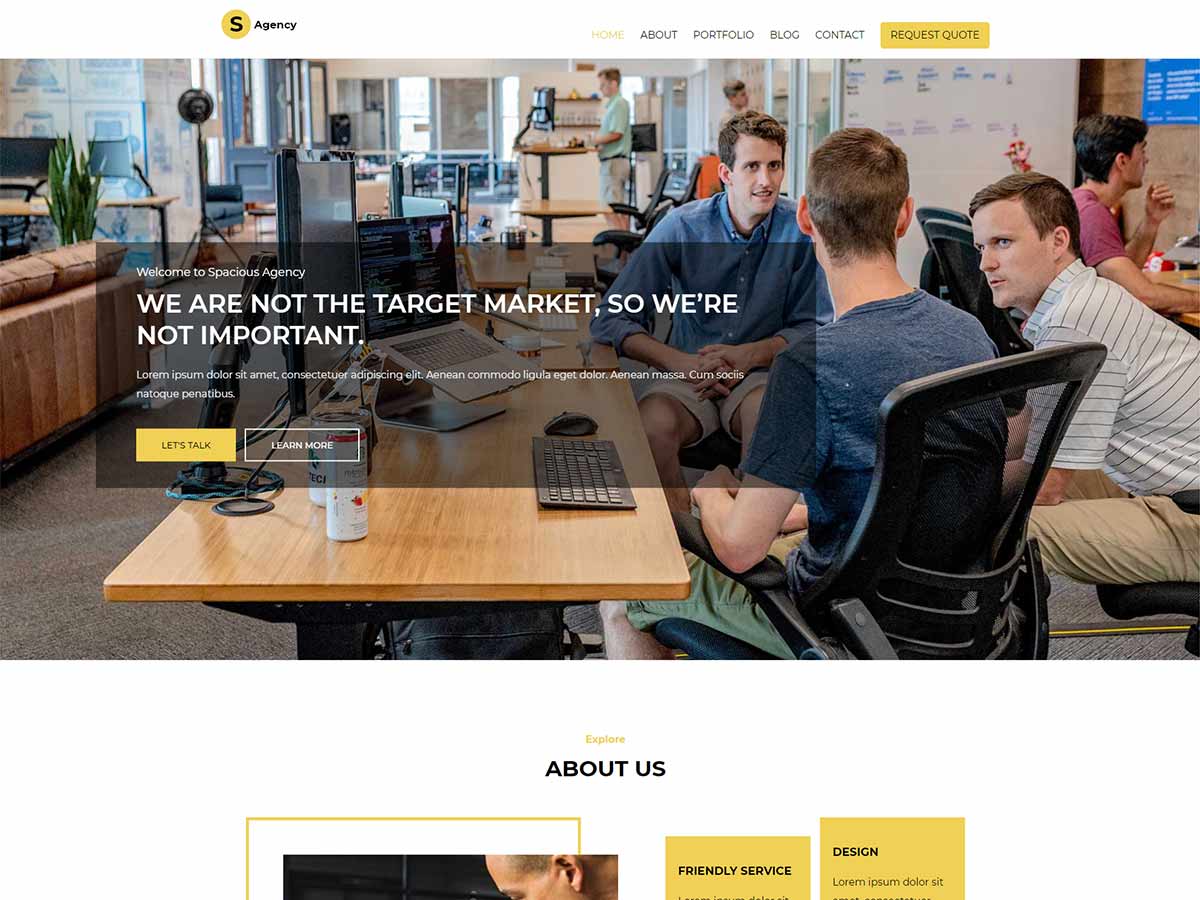 S Agency
HOME ABOUT PORTFOLIO BLOG CONTACT REQUEST QUOTE
Welcome to Spacious Agency
WE ARE NOT THE TARGET MARKET, SO WE’RE
NOT IMPORTANT.
Lorem ipsum dolor sit amet, consectetuer adipiscing elit. Aenean commodo ligula eget dolor. Aenean massa. Cum sociis
natoque penatibus.
LET'S TALK LEARN MORE
Explore
ABOUT US
FRIENDLY SERVICE
DESIGN
Lorem ipsum dolor sit